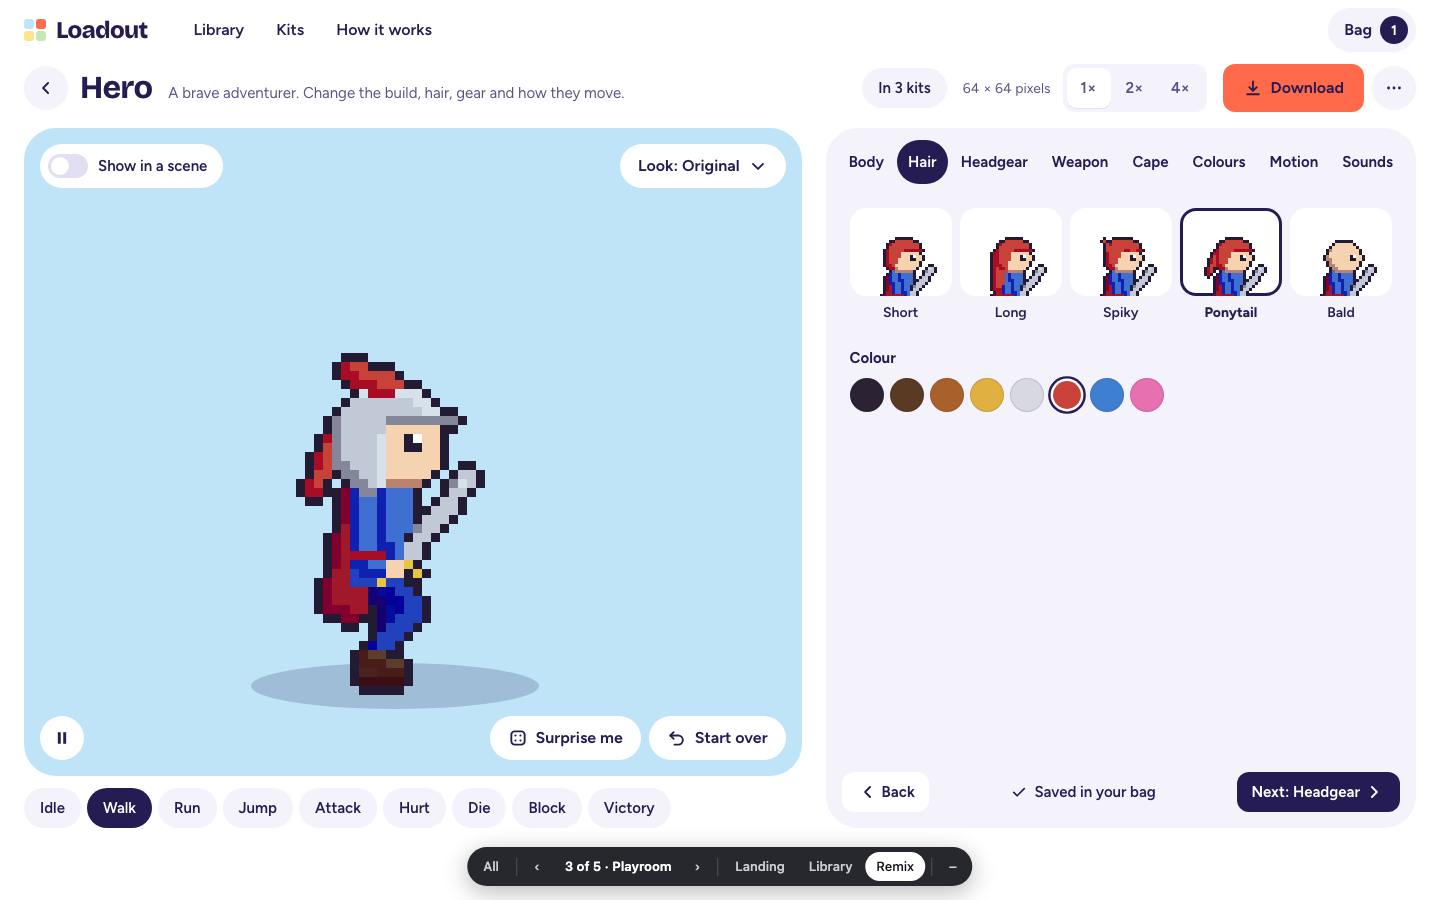 Loadout
Library
Kits
How it works
Bag
1
Hero
A brave adventurer. Change the build, hair, gear and how they move.
In 3 kits
64 × 64 pixels
1×
2×
4×
Download
Show in a scene
Look: Original
Body
Hair
Headgear
Weapon
Cape
Colours
Motion
Sounds
Short
Long
Spiky
Ponytail
Bald
Colour
Surprise me
Start over
Back
Saved in your bag
Next: Headgear
Idle
Walk
Run
Jump
Attack
Hurt
Die
Block
Victory
All
‹
3 of 5 · Playroom
›
Landing
Library
Remix
–